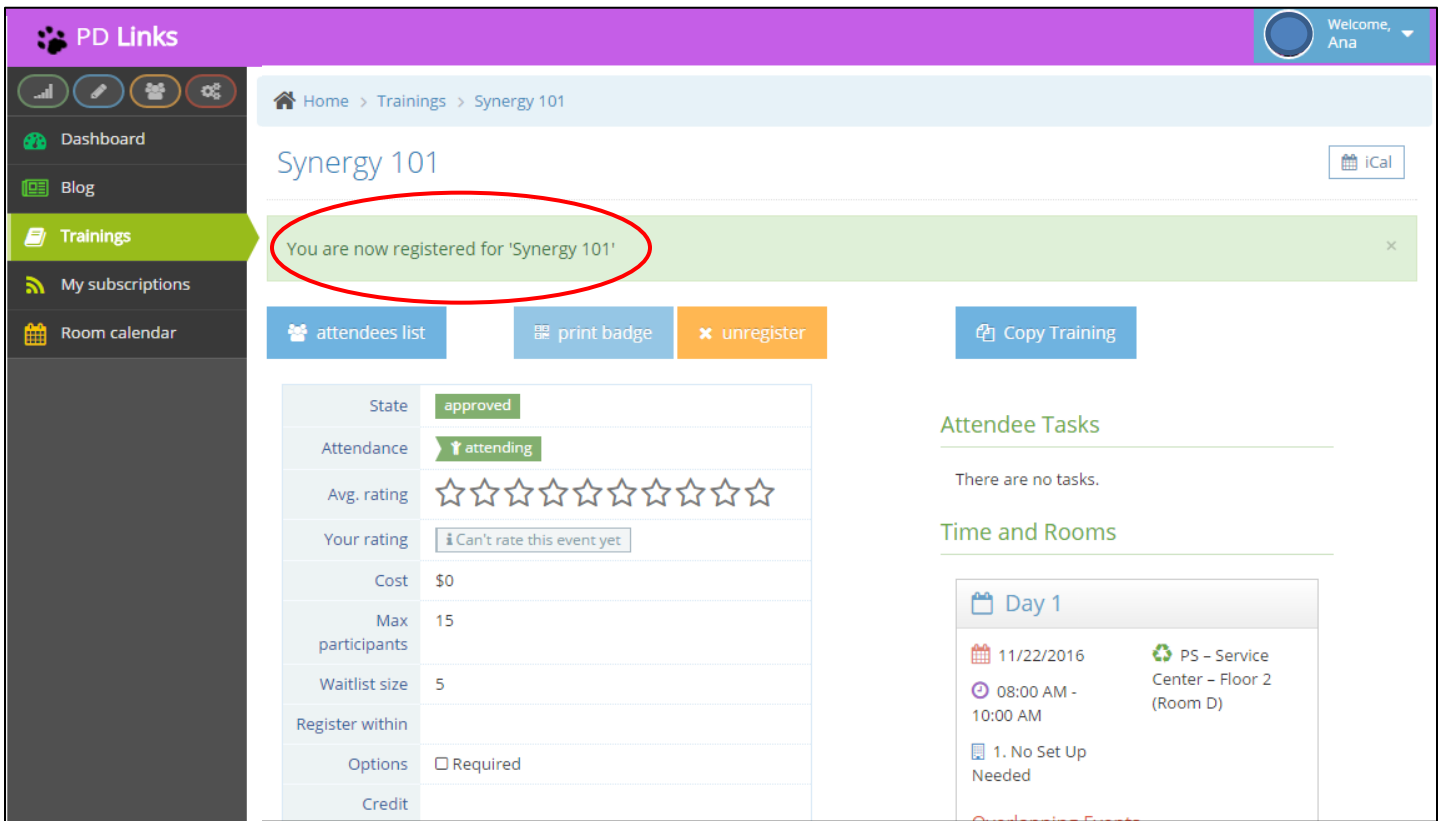 PD Links
Welcome,
Ana
Home > Trainings > Synergy 101
Dashboard
Blog
Trainings
My subscriptions
Room calendar
Synergy 101
iCal
You are now registered for 'Synergy 101'
×
attendees list
print badge
unregister
Copy Training
State
approved
Attendance
attending
Avg. rating
Your rating
Can't rate this event yet
Cost
$0
Max
participants
15
Waitlist size
5
Register within
Options
Required
Credit
Attendee Tasks
There are no tasks.
Time and Rooms
Day 1
11/22/2016
08:00 AM -
10:00 AM
1. No Set Up
Needed
PS – Service
Center – Floor 2
(Room D)
Overlapping Events